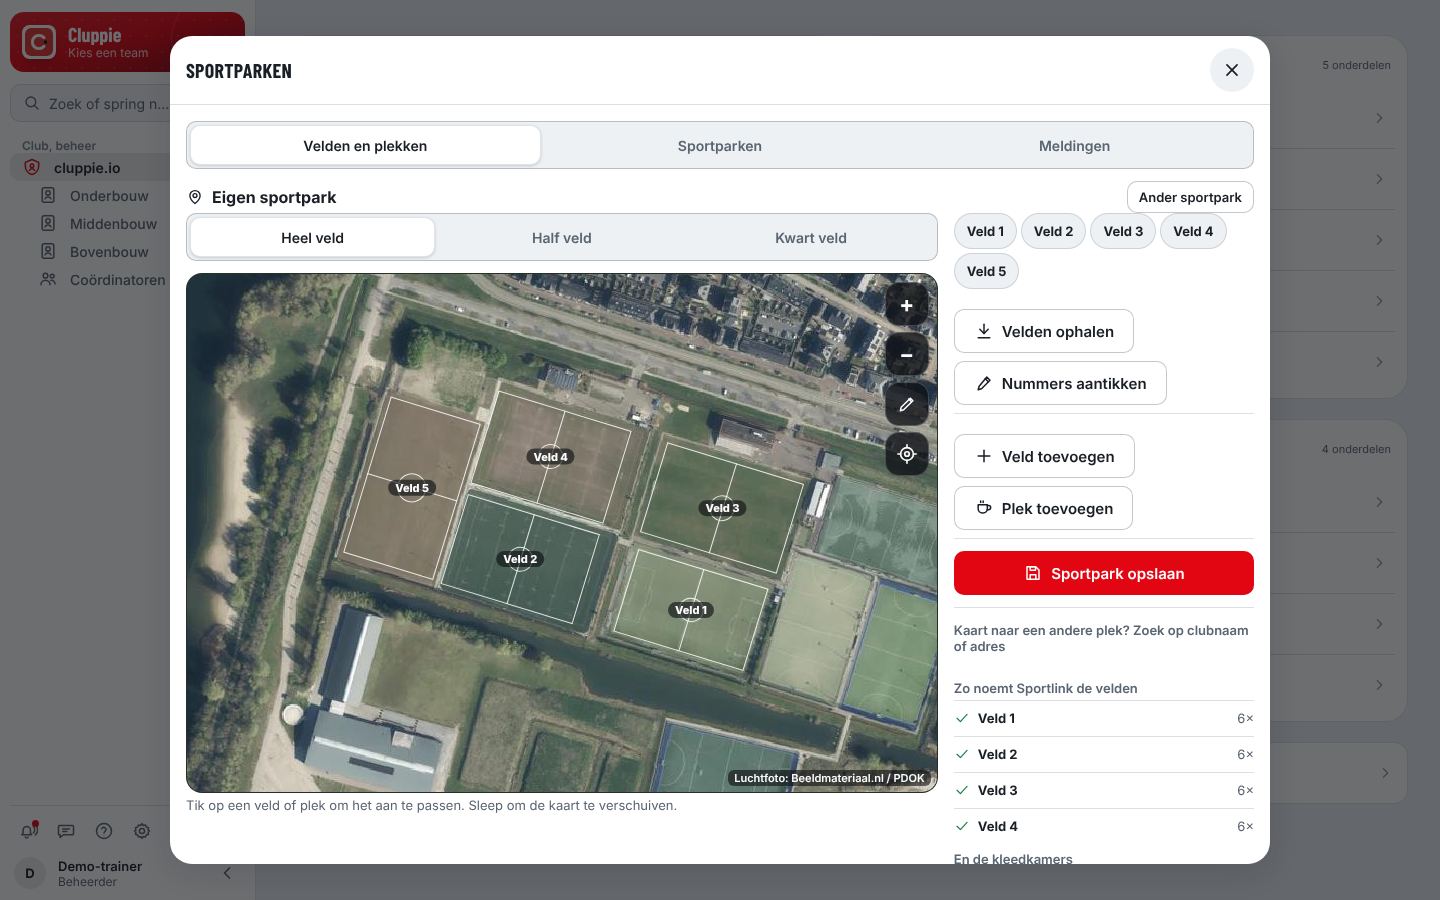 Cluppie
Kies een team
Zoek of spring n...
Club, beheer
cluppie.io
Onderbouw
Middenbouw
Bovenbouw
Coördinatoren
D
Demo-trainer
Beheerder
5 onderdelen
4 onderdelen
SPORTPARKEN
Velden en plekken
Sportparken
Meldingen
Eigen sportpark
Ander sportpark
Heel veld
Half veld
Kwart veld
Veld 5
Veld 4
Veld 3
Veld 2
Veld 1
Luchtfoto: Beeldmateriaal.nl / PDOK
Tik op een veld of plek om het aan te passen. Sleep om de kaart te verschuiven.
Veld 1
Veld 2
Veld 3
Veld 4
Veld 5
Velden ophalen
Nummers aantikken
Veld toevoegen
Plek toevoegen
Sportpark opslaan
Kaart naar een andere plek? Zoek op clubnaam
of adres
Zo noemt Sportlink de velden
Veld 1 6×
Veld 2 6×
Veld 3 6×
Veld 4 6×
En de kleedkamers